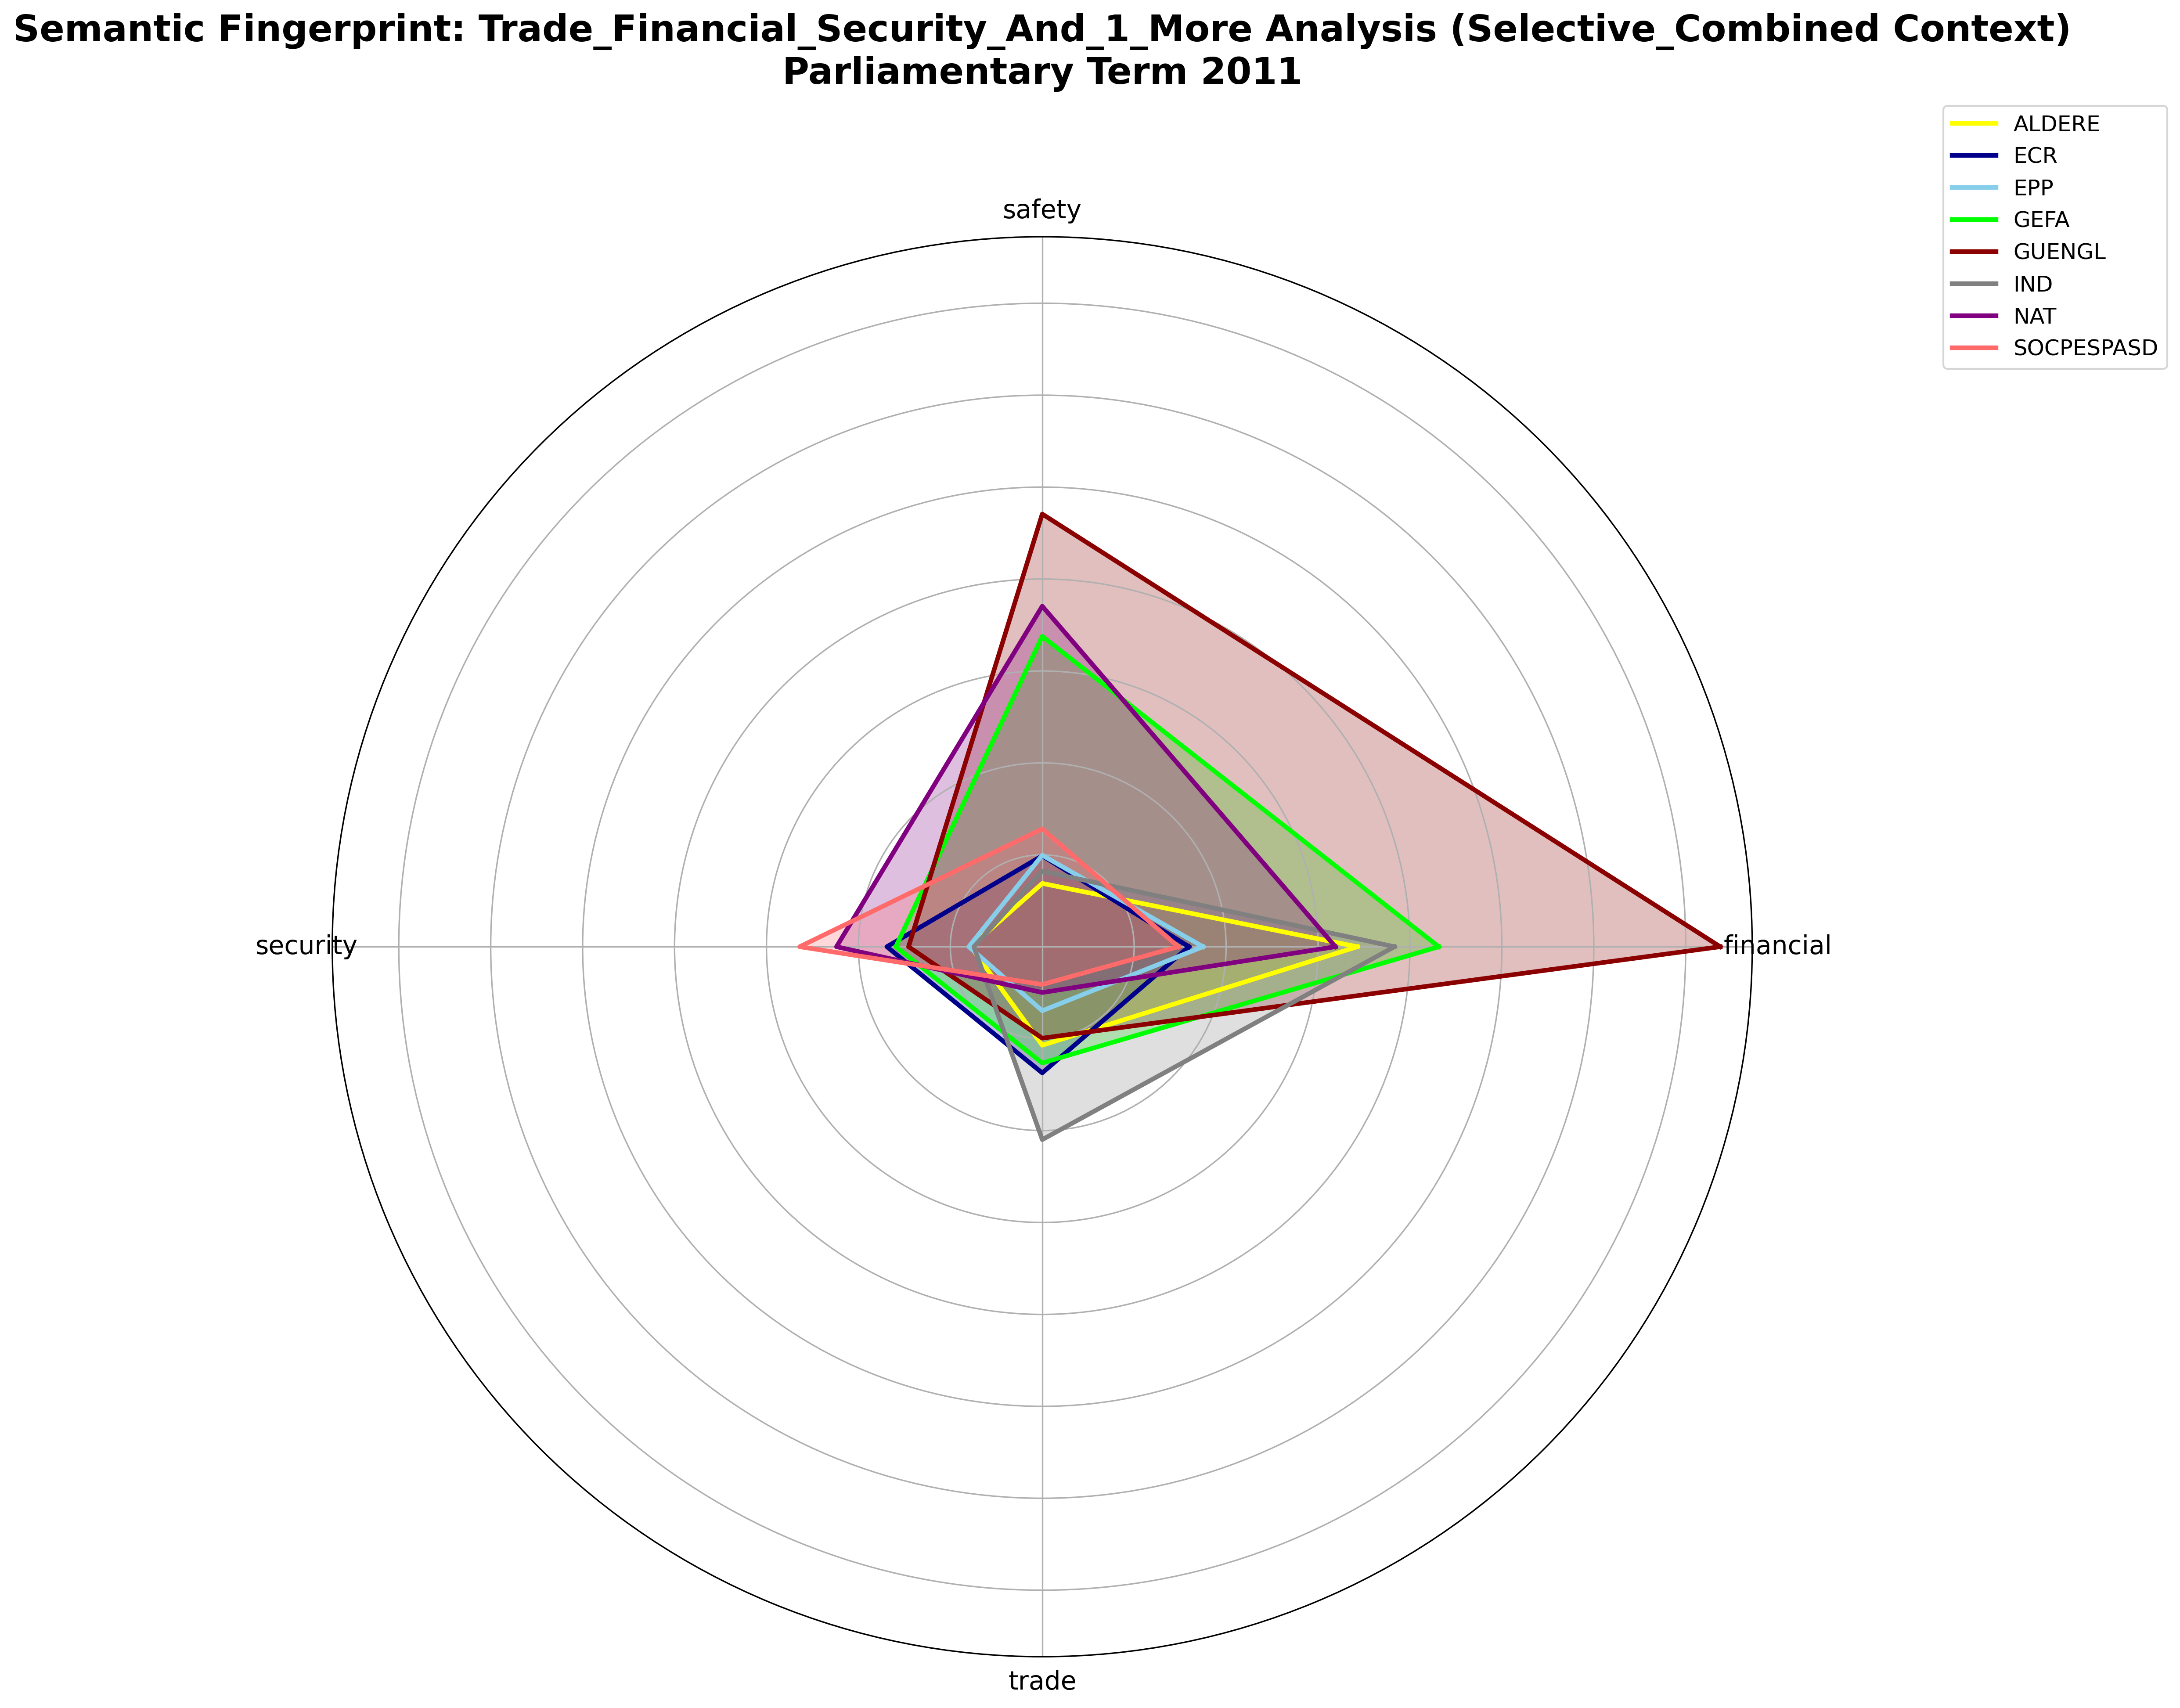 Semantic Fingerprint: Trade_Financial_Security_And_1_More Analysis (Selective_Combined Context)
Parliamentary Term 2011
ALDERE
ECR
EPP
GEFA
GUENGL
IND
NAT
SOCPESPASD
safety
security
financial
trade